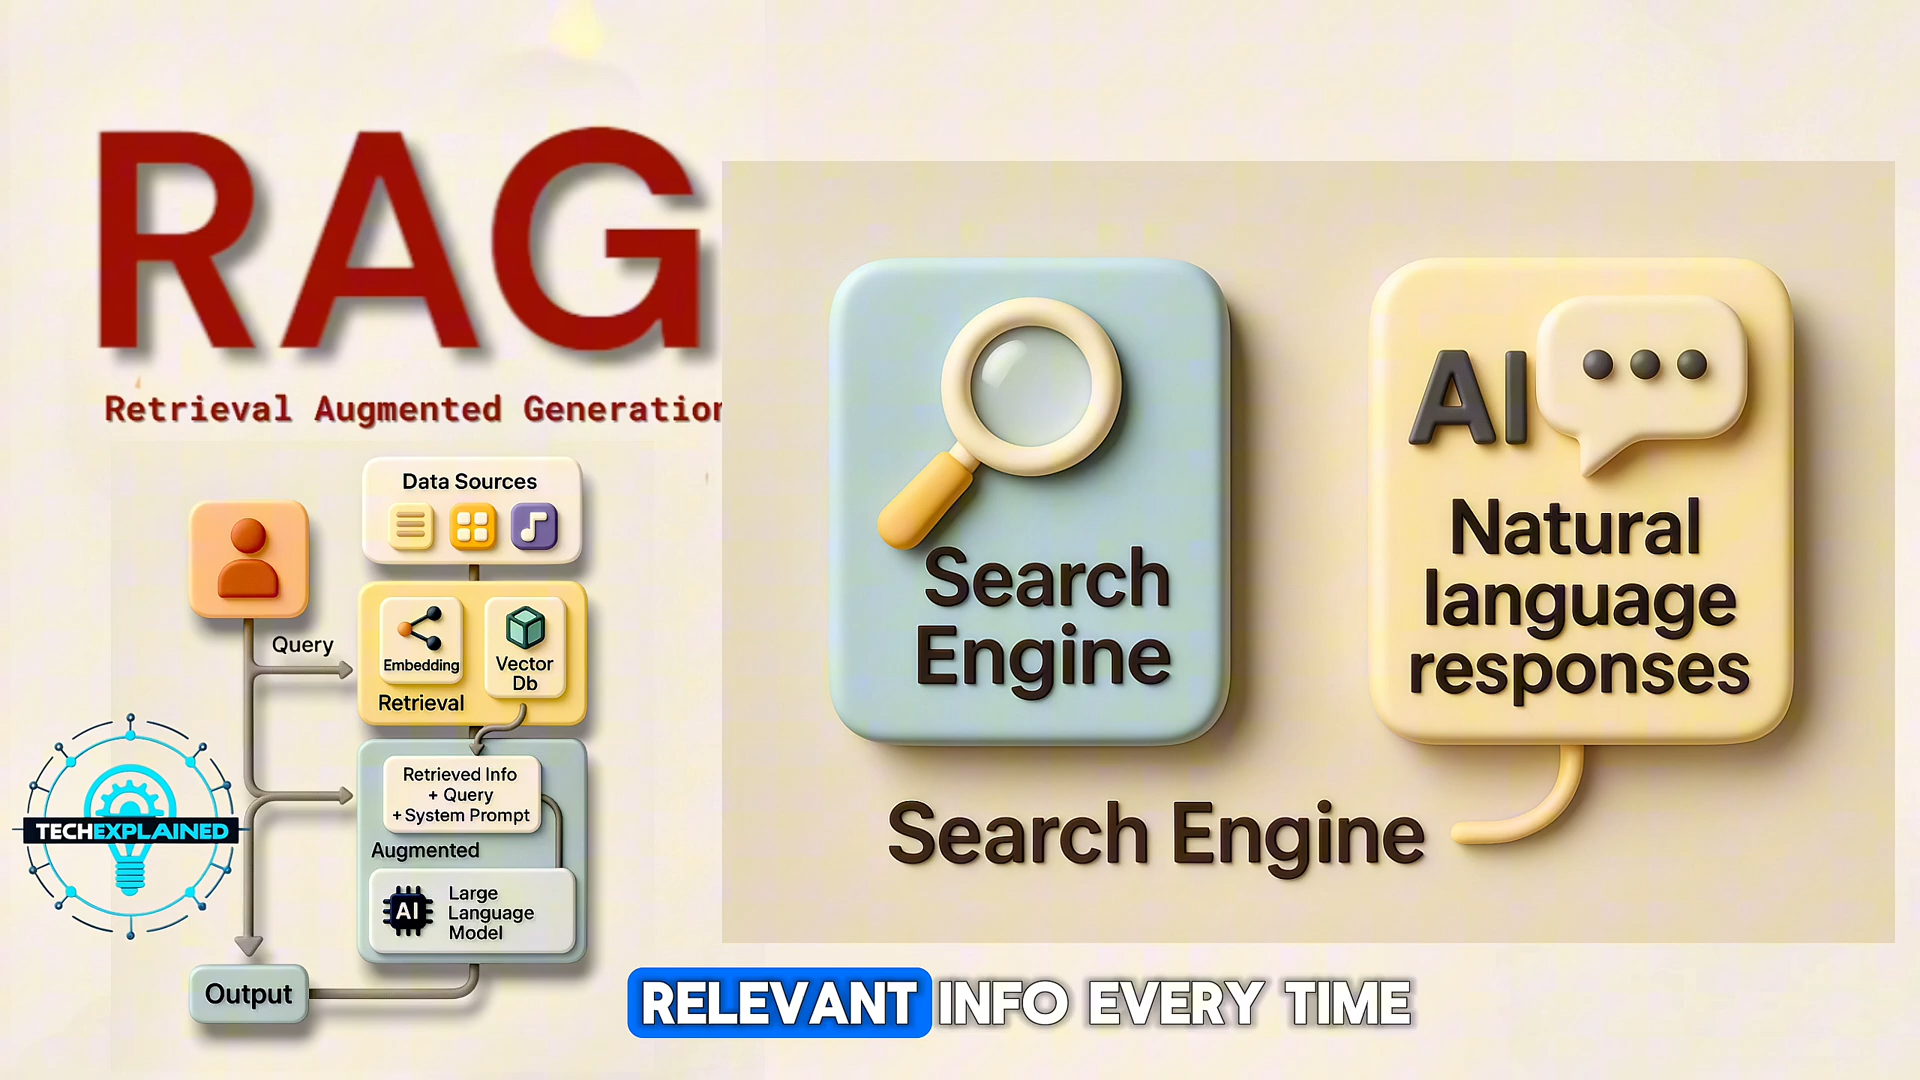 RAG
Retrieval Augmented Generation
Data Sources
Query
Embedding
Vector
Db
Retrieval
Retrieved Info
+ Query
+ System Prompt
Augmented
AI
Large
Language
Model
Output
TECHEXPLAINED
Search
Engine
AI
Natural
language
responses
Search Engine
RELEVANT INFO EVERY TIME